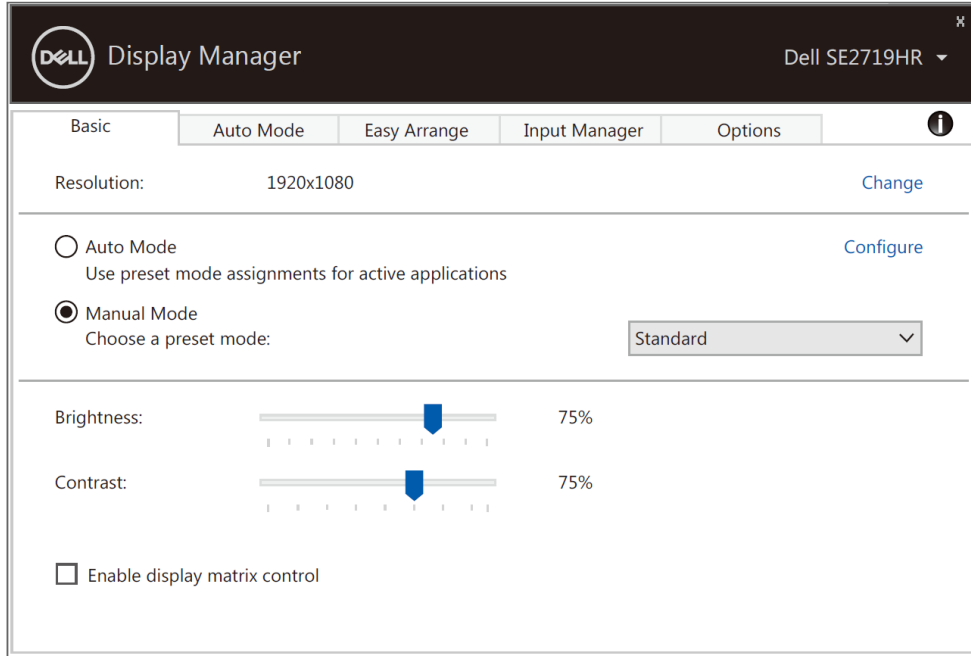 x
DELL
Display Manager
Dell SE2719HR
Basic
Auto Mode
Easy Arrange
Input Manager
Options
i
Resolution:
1920x1080
Change
Auto Mode
Configure
Use preset mode assignments for active applications
Manual Mode
Choose a preset mode:
Standard
Brightness:
75%
Contrast:
75%
Enable display matrix control